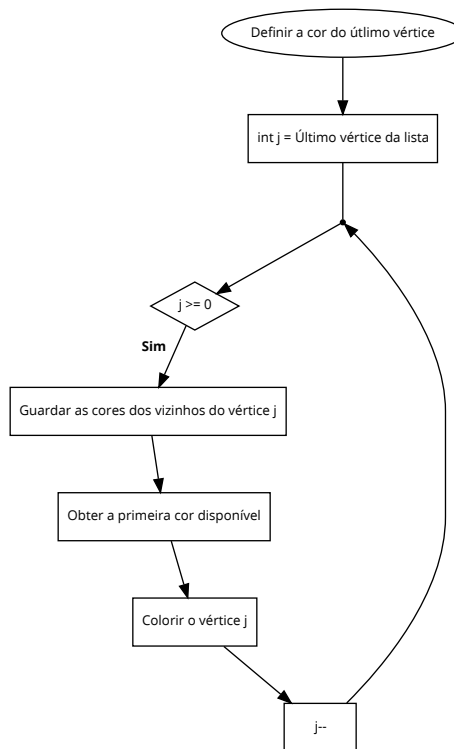 Definir a cor do útlimo vértice
int j = Último vértice da lista
j >= 0
Sim
Guardar as cores dos vizinhos do vértice j
Obter a primeira cor disponível
Colorir o vértice j
j--